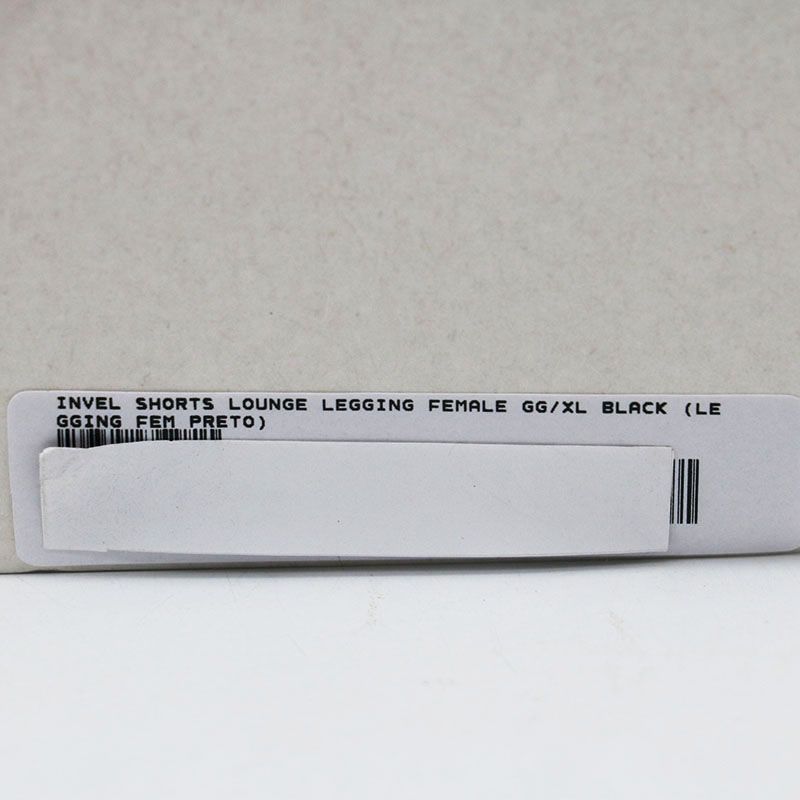 INVEL SHORTS LOUNGE LEGGING FEMALE GG/XL BLACK (LE
GGING FEM PRETO)